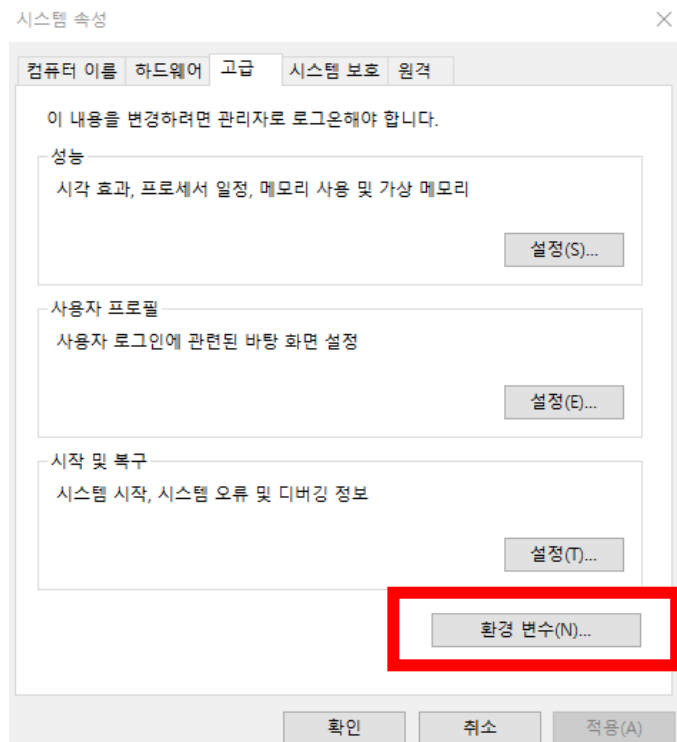 시스템 속성
컴퓨터 이름 하드웨어 고급 시스템 보호 원격
이 내용을 변경하려면 관리자로 로그온해야 합니다.
성능
시각 효과, 프로세서 일정, 메모리 사용 및 가상 메모리
설정(S)...
사용자 프로필
사용자 로그인에 관련된 바탕 화면 설정
설정(E)...
시작 및 복구
시스템 시작, 시스템 오류 및 디버깅 정보
설정(T)...
환경 변수(N)...
확인 취소 적용(A)